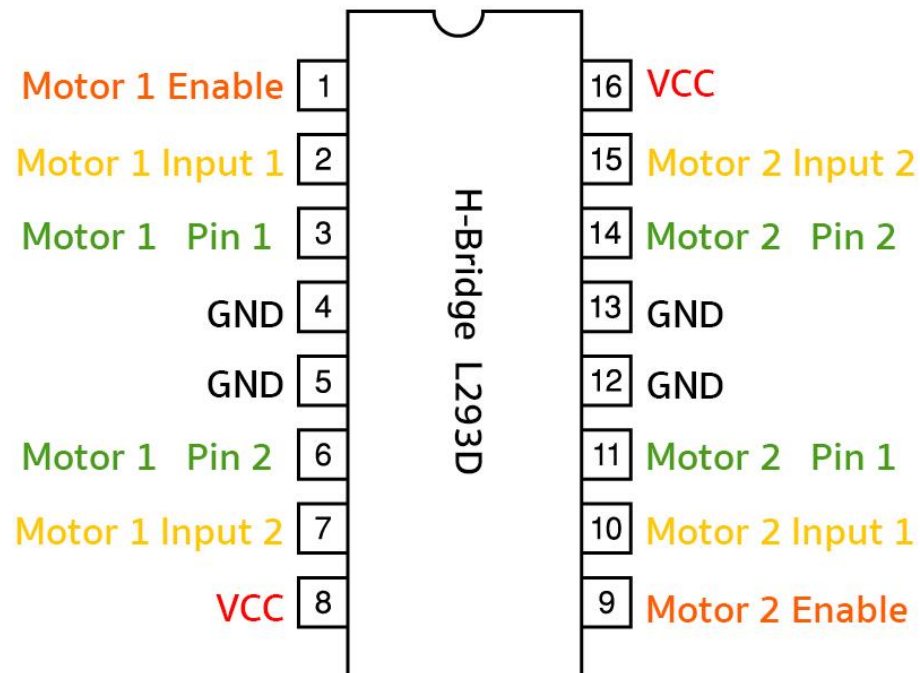 Motor 1 Enable 1 16 VCC
Motor 1 Input 1 2 15 Motor 2 Input 2
Motor 1 Pin 1 3 14 Motor 2 Pin 2
GND 4 13 GND
GND 5 12 GND
Motor 1 Pin 2 6 11 Motor 2 Pin 1
Motor 1 Input 2 7 10 Motor 2 Input 1
VCC 8 9 Motor 2 Enable
H-Bridge L293D